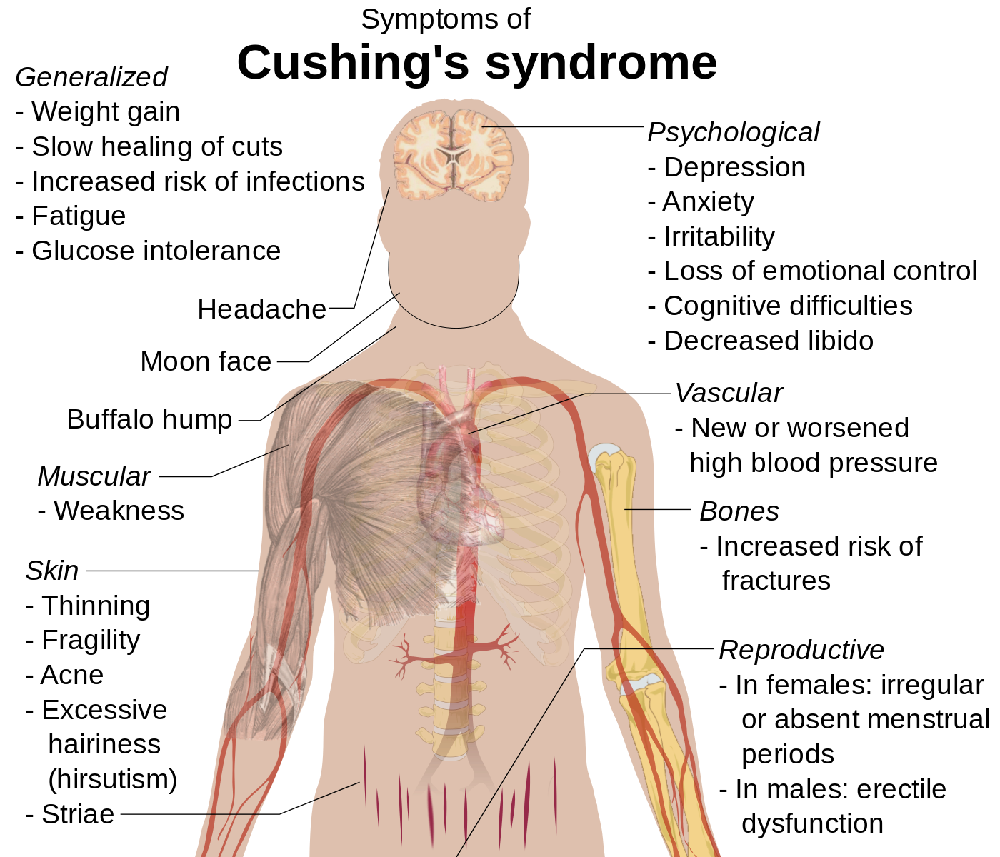 Symptoms of
Cushing's syndrome
Generalized
- Weight gain
- Slow healing of cuts
- Increased risk of infections
- Fatigue
- Glucose intolerance
Headache
Moon face
Buffalo hump
Muscular
- Weakness
Skin
- Thinning
- Fragility
- Acne
- Excessive
hairiness
(hirsutism)
- Striae
Psychological
- Depression
- Anxiety
- Irritability
- Loss of emotional control
- Cognitive difficulties
- Decreased libido
Vascular
- New or worsened
high blood pressure
Bones
- Increased risk of
fractures
Reproductive
- In females: irregular
or absent menstrual
periods
- In males: erectile
dysfunction